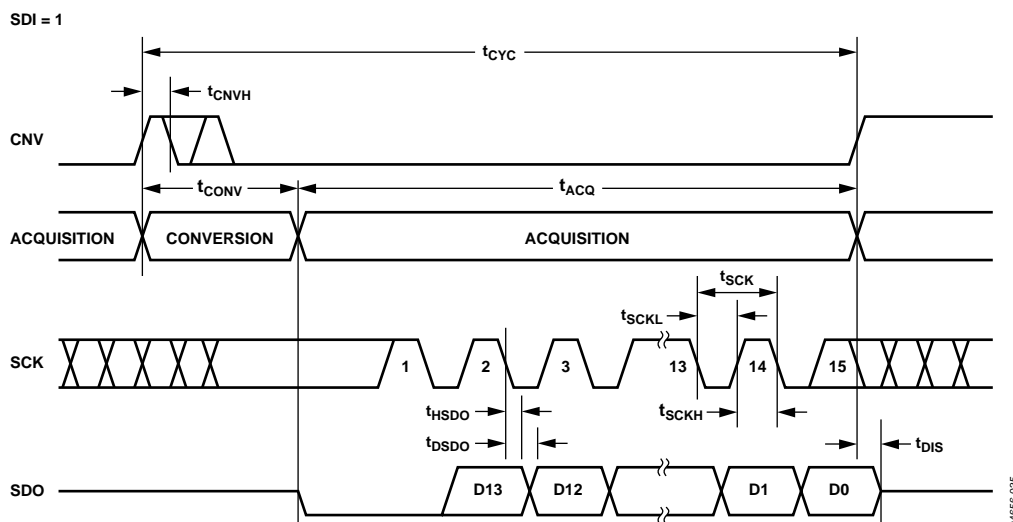 SDI = 1
tCYC
tCNVH
CNV
tCONV
tACQ
ACQUISITION
CONVERSION
ACQUISITION
tSCK
tSCKL
SCK
1
2
3
13
14
15
tHSDO
tSCKH
tDSDO
tDIS
SDO
D13
D12
D1
D0